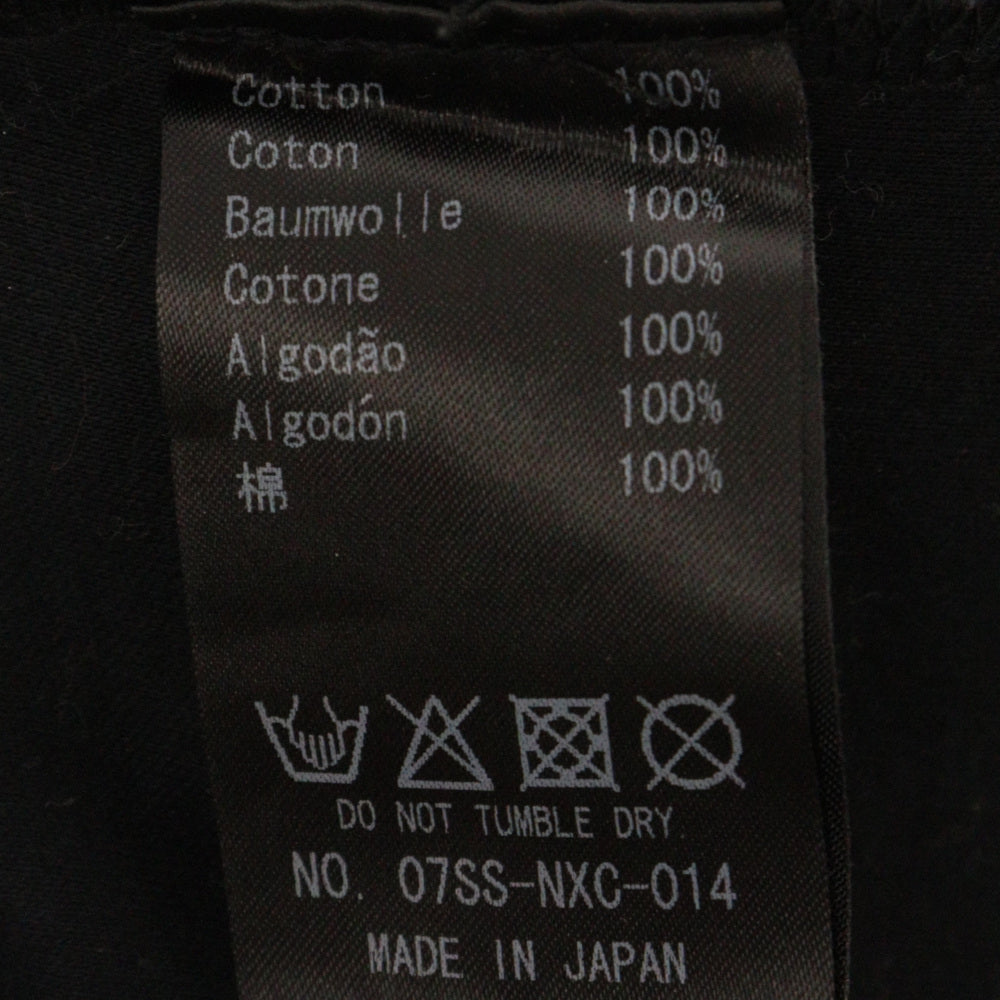 Cotton 100%
Coton 100%
Baumwolle 100%
Cotone 100%
Algodão 100%
Algodón 100%
棉 100%
DO NOT TUMBLE DRY.
NO. 07SS-NXC-014
MADE IN JAPAN